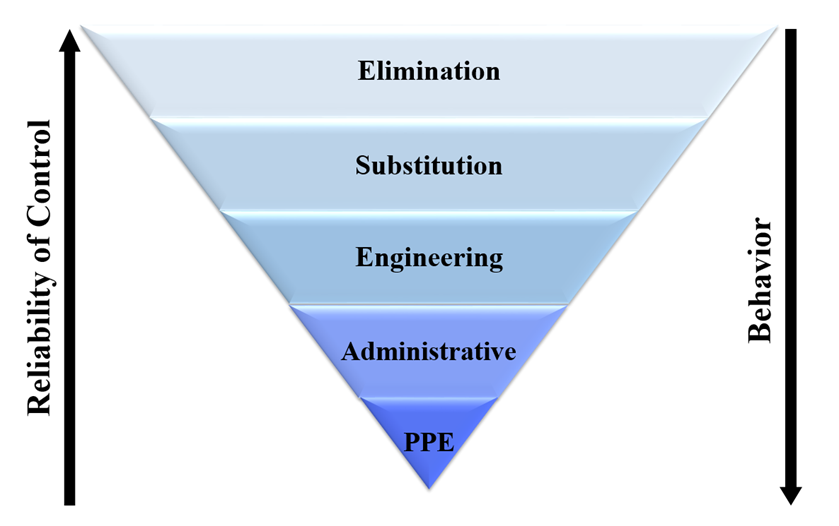 Elimination
Substitution
Engineering
Administrative
PPE
Reliability of Control
Behavior